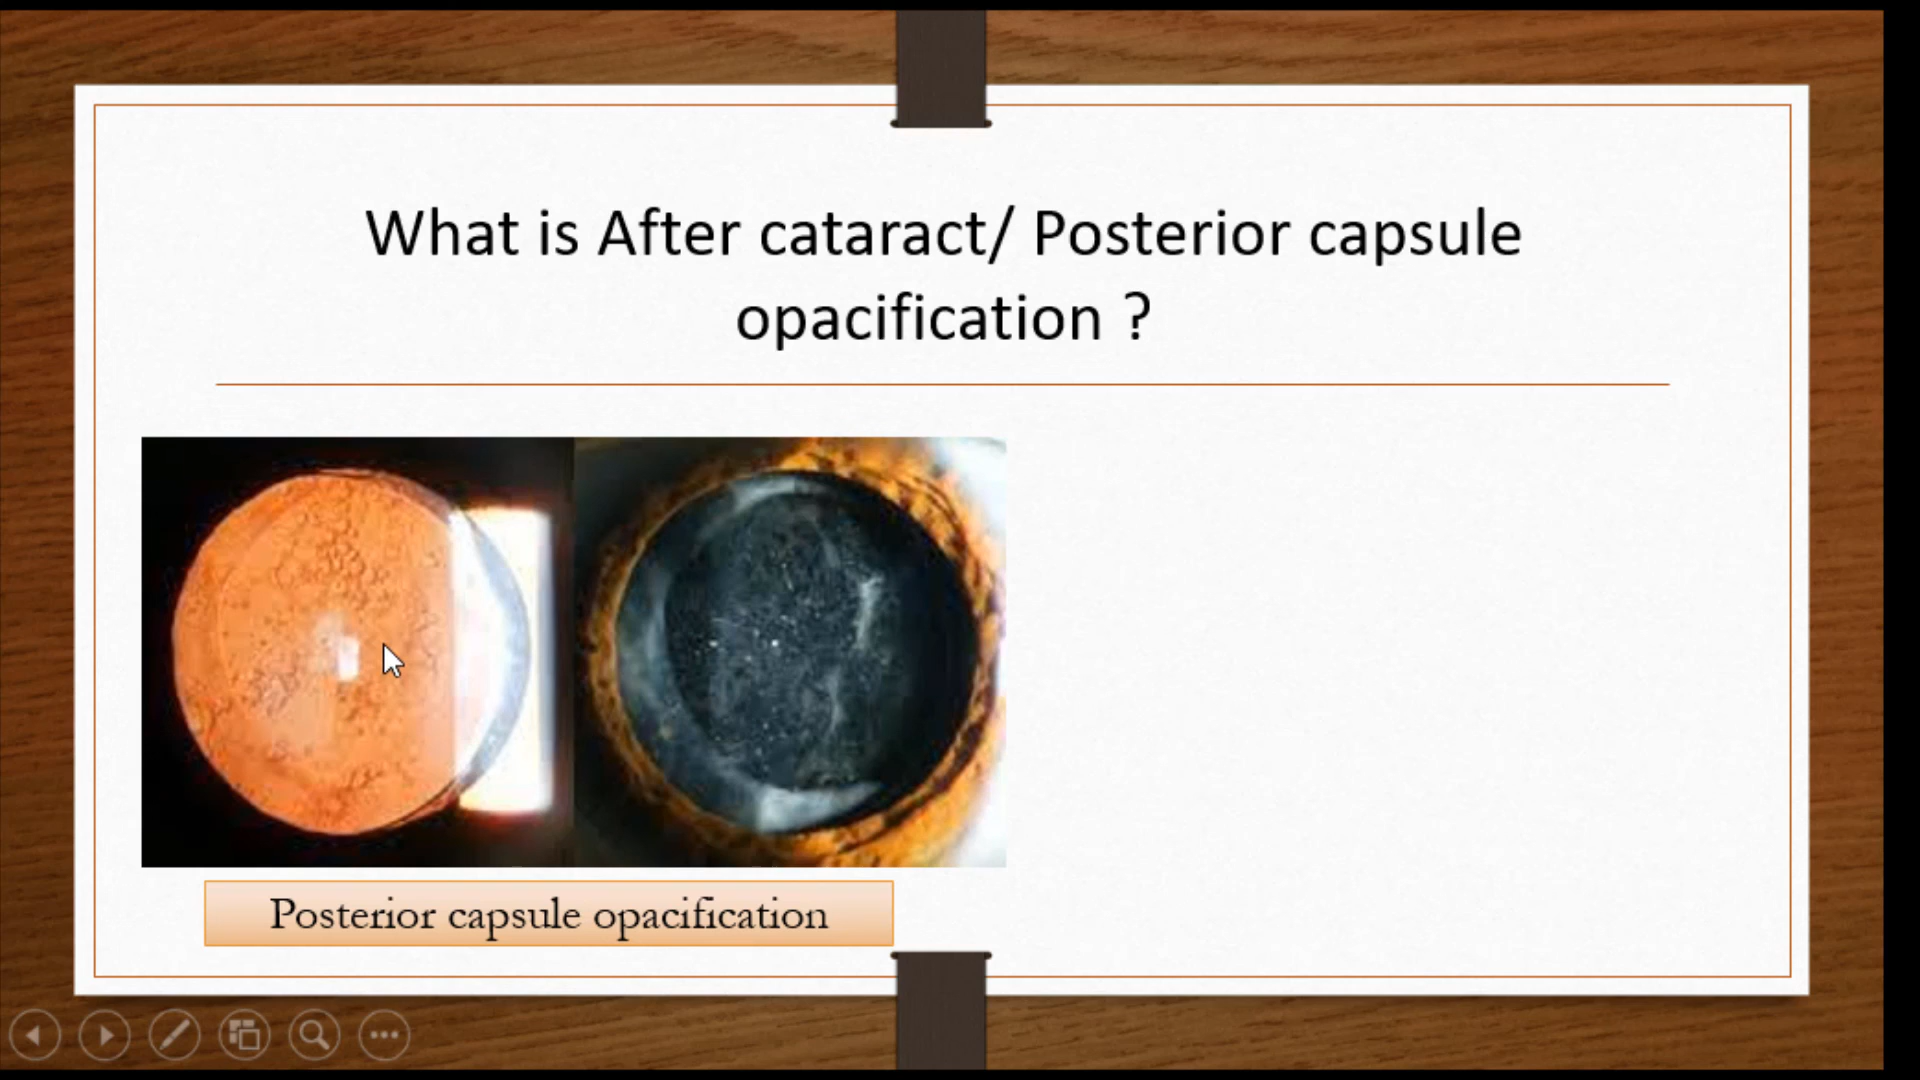 What is After cataract/ Posterior capsule
opacification ?
Posterior capsule opacification